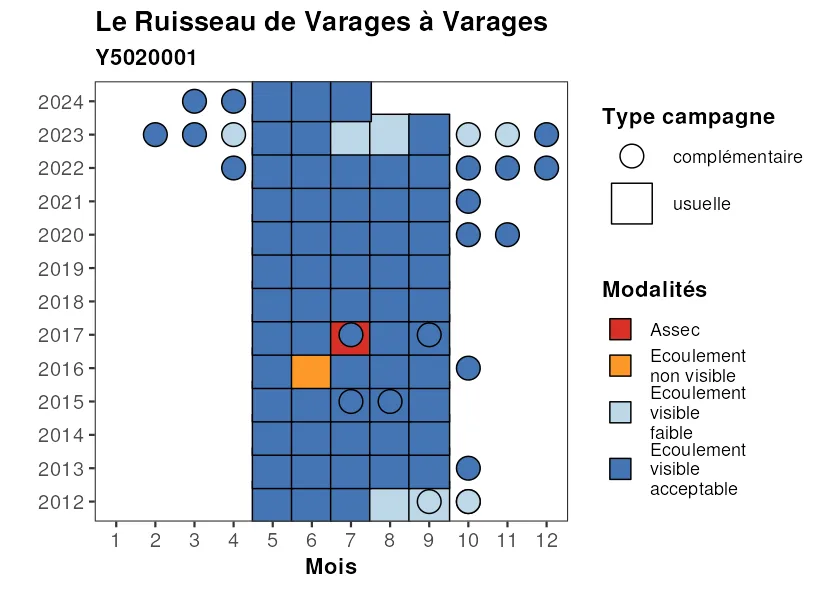 Le Ruisseau de Varages à Varages
Y5020001
2024
2023
2022
2021
2020
2019
2018
2017
2016
2015
2014
2013
2012
1 2 3 4 5 6 7 8 9 10 11 12
Mois
Type campagne
complémentaire
usuelle
Modalités
Assec
Ecoulement
non visible
Ecoulement
visible
faible
Ecoulement
visible
acceptable